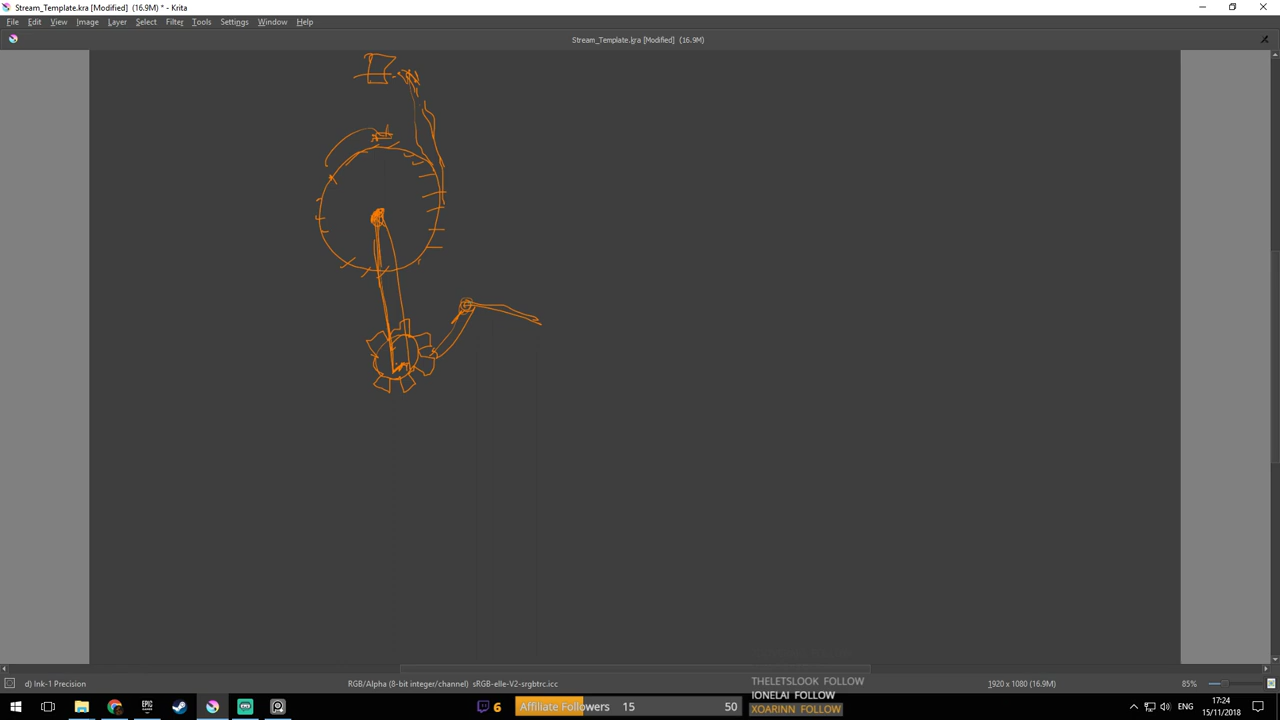 Stream_Template.kra [Modified] (16.9M) * - Krita
File Edit View Image Layer Select Filter Tools Settings Window Help
Stream_Template.kra [Modified] (16.9M)
d) Ink-1 Precision RGB/Alpha (8-bit integer/channel) sRGB-elle-V2-srgbtrc.icc 1920 x 1080 (16.9M) 85%
THELETSLOOK FOLLOW
IONELAI FOLLOW
XOARINN FOLLOW
6 Affiliate Followers 15 50
EPIC
ENG
17:24
15/11/2018